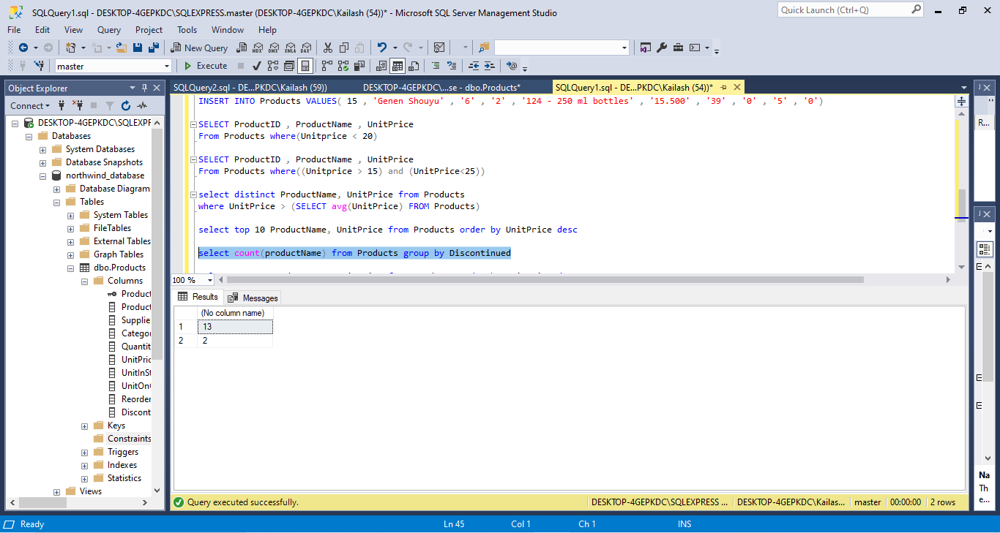 SQLQuery1.sql - DESKTOP-4GEPKDC\SQLEXPRESS.master (DESKTOP-4GEPKDC\Kailash (54))* - Microsoft SQL Server Management Studio
Quick Launch (Ctrl+Q)
File Edit View Query Project Tools Window Help
New Query MDX DMX XMLA DAX
master Execute
Object Explorer
Connect
DESKTOP-4GEPKDC\SQLEXPF
Databases
System Databases
Database Snapshots
northwind_database
Database Diagram
Tables
System Tables
FileTables
External Tables
Graph Tables
dbo.Products
Columns
Product
Product
Supplie
Catego
Quantit
UnitPric
UnitInSt
UnitOn
Reorder
Discont
Keys
Constraints
Triggers
Indexes
Statistics
Views
SQLQuery2.sql - DE...PKDC\Kailash (59)) DESKTOP-4GEPKDC\...se - dbo.Products* SQLQuery1.sql - DE...PKDC\Kailash (54))*
INSERT INTO Products VALUES( 15 , 'Genen Shouyu' , '6' , '2' , '124 - 250 ml bottles' , '15.500' , '39' , '0' , '5' , '0')
SELECT ProductID , ProductName , UnitPrice
From Products where(Unitprice < 20)
SELECT ProductID , ProductName , UnitPrice
From Products where((Unitprice > 15) and (UnitPrice<25))
select distinct ProductName, UnitPrice from Products
where UnitPrice > (SELECT avg(UnitPrice) FROM Products)
select top 10 ProductName, UnitPrice from Products order by UnitPrice desc
select count(productName) from Products group by Discontinued
100 %
Results Messages
(No column name)
1 13
2 2
Query executed successfully. DESKTOP-4GEPKDC\SQLEXPRESS ... DESKTOP-4GEPKDC\Kailas... master 00:00:00 2 rows
R...
Na
Th
e...
Ready Ln 45 Col 1 Ch 1 INS